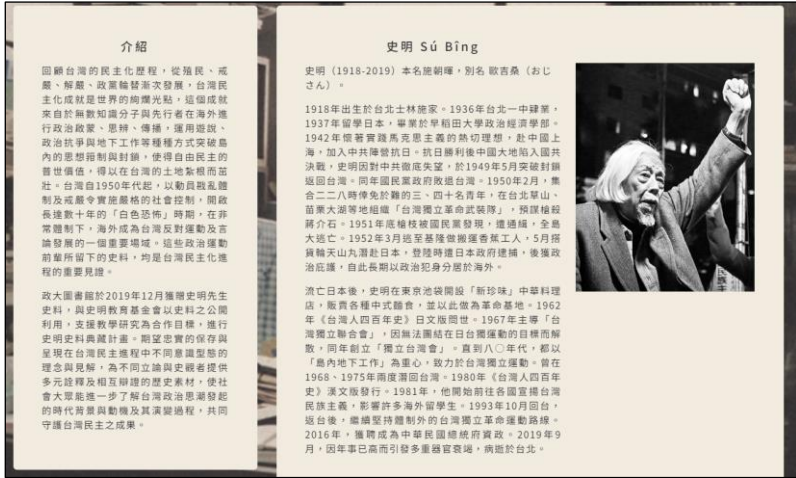 介紹
回顧台灣的民主化歷程，從殖民、戒
嚴、解嚴、政黨輪替漸次發展，台灣民
主化成就是世界的絢爛光點，這個成就
來自於無數知識分子與先行者在海外進
行政治啟蒙、思辨、傳播，運用遊說、
政治抗爭與地下工作等種種方式突破島
內的思想箝制與封鎖，使得自由民主的
普世價值，得以在台灣的土地紮根而茁
壯。台灣自1950年代起，以動員戡亂體
制及戒嚴令實施嚴格的社會控制，開啟
長達數十年的「白色恐怖」時期，在非
常體制下，海外成為台灣反對運動及言
論發展的一個重要場域。這些政治運動
前輩所留下的史料，均是台灣民主化進
程的重要見證。
政大圖書館於2019年12月獲贈史明先生
史料，與史明教育基金會以史料之公開
利用，支援教學研究為合作目標，進行
史明史料典藏計畫。期望忠實的保存與
呈現在台灣民主進程中不同意識型態的
理念與見解，為不同立論與史觀者提供
多元詮釋及相互辯證的歷史素材，使社
會大眾能進一步了解台灣政治思潮發起
的時代背景與動機及其演變過程，共同
守護台灣民主之成果。
史明 Sú Bîng
史明（1918-2019）本名施朝暉，別名 歐吉桑（おじ
さん）。
1918年出生於台北士林施家。1936年台北一中肄業，
1937年留學日本，畢業於早稻田大學政治經濟學部。
1942年懷著實踐馬克思主義的熱切理想，赴中國上
海，加入中共陣營抗日。抗日勝利後中國大地陷入國共
決戰，史明因對中共徹底失望，於1949年5月突破封鎖
返回台灣。同年國民黨政府敗退台灣。1950年2月，集
合二二八時倖免於難的三、四十名青年，在台北草山、
苗栗大湖等地組織「台灣獨立革命武裝隊」，預謀槍殺
蔣介石。1951年底槍枝被國民黨發現，遭通緝，全島
大逃亡。1952年3月逃至基隆做搬運香蕉工人，5月搭
貨輪天山丸潛赴日本，登陸時遭日本政府逮捕，後獲政
治庇護，自此長期以政治犯身分居於海外。
流亡日本後，史明在東京池袋開設「新珍味」中華料理
店，販賣各種中式麵食，並以此做為革命基地。1962
年《台灣人四百年史》日文版問世。1967年主導「台
灣獨立聯合會」，因無法團結在日台獨運動的目標而解
散，同年創立「獨立台灣會」。直到八〇年代，都以
「島內地下工作」為重心，致力於台灣獨立運動。曾在
1968、1975年兩度潛回台灣。1980年《台灣人四百年
史》漢文版發行。1981年，他開始前往各國宣揚台灣
民族主義，影響許多海外留學生。1993年10月回台，
返台後，繼續堅持體制外的台灣獨立革命運動路線。
2016年，獲聘成為中華民國總統府資政。2019年9
月，因年事已高而引發多重器官衰竭，病逝於台北。